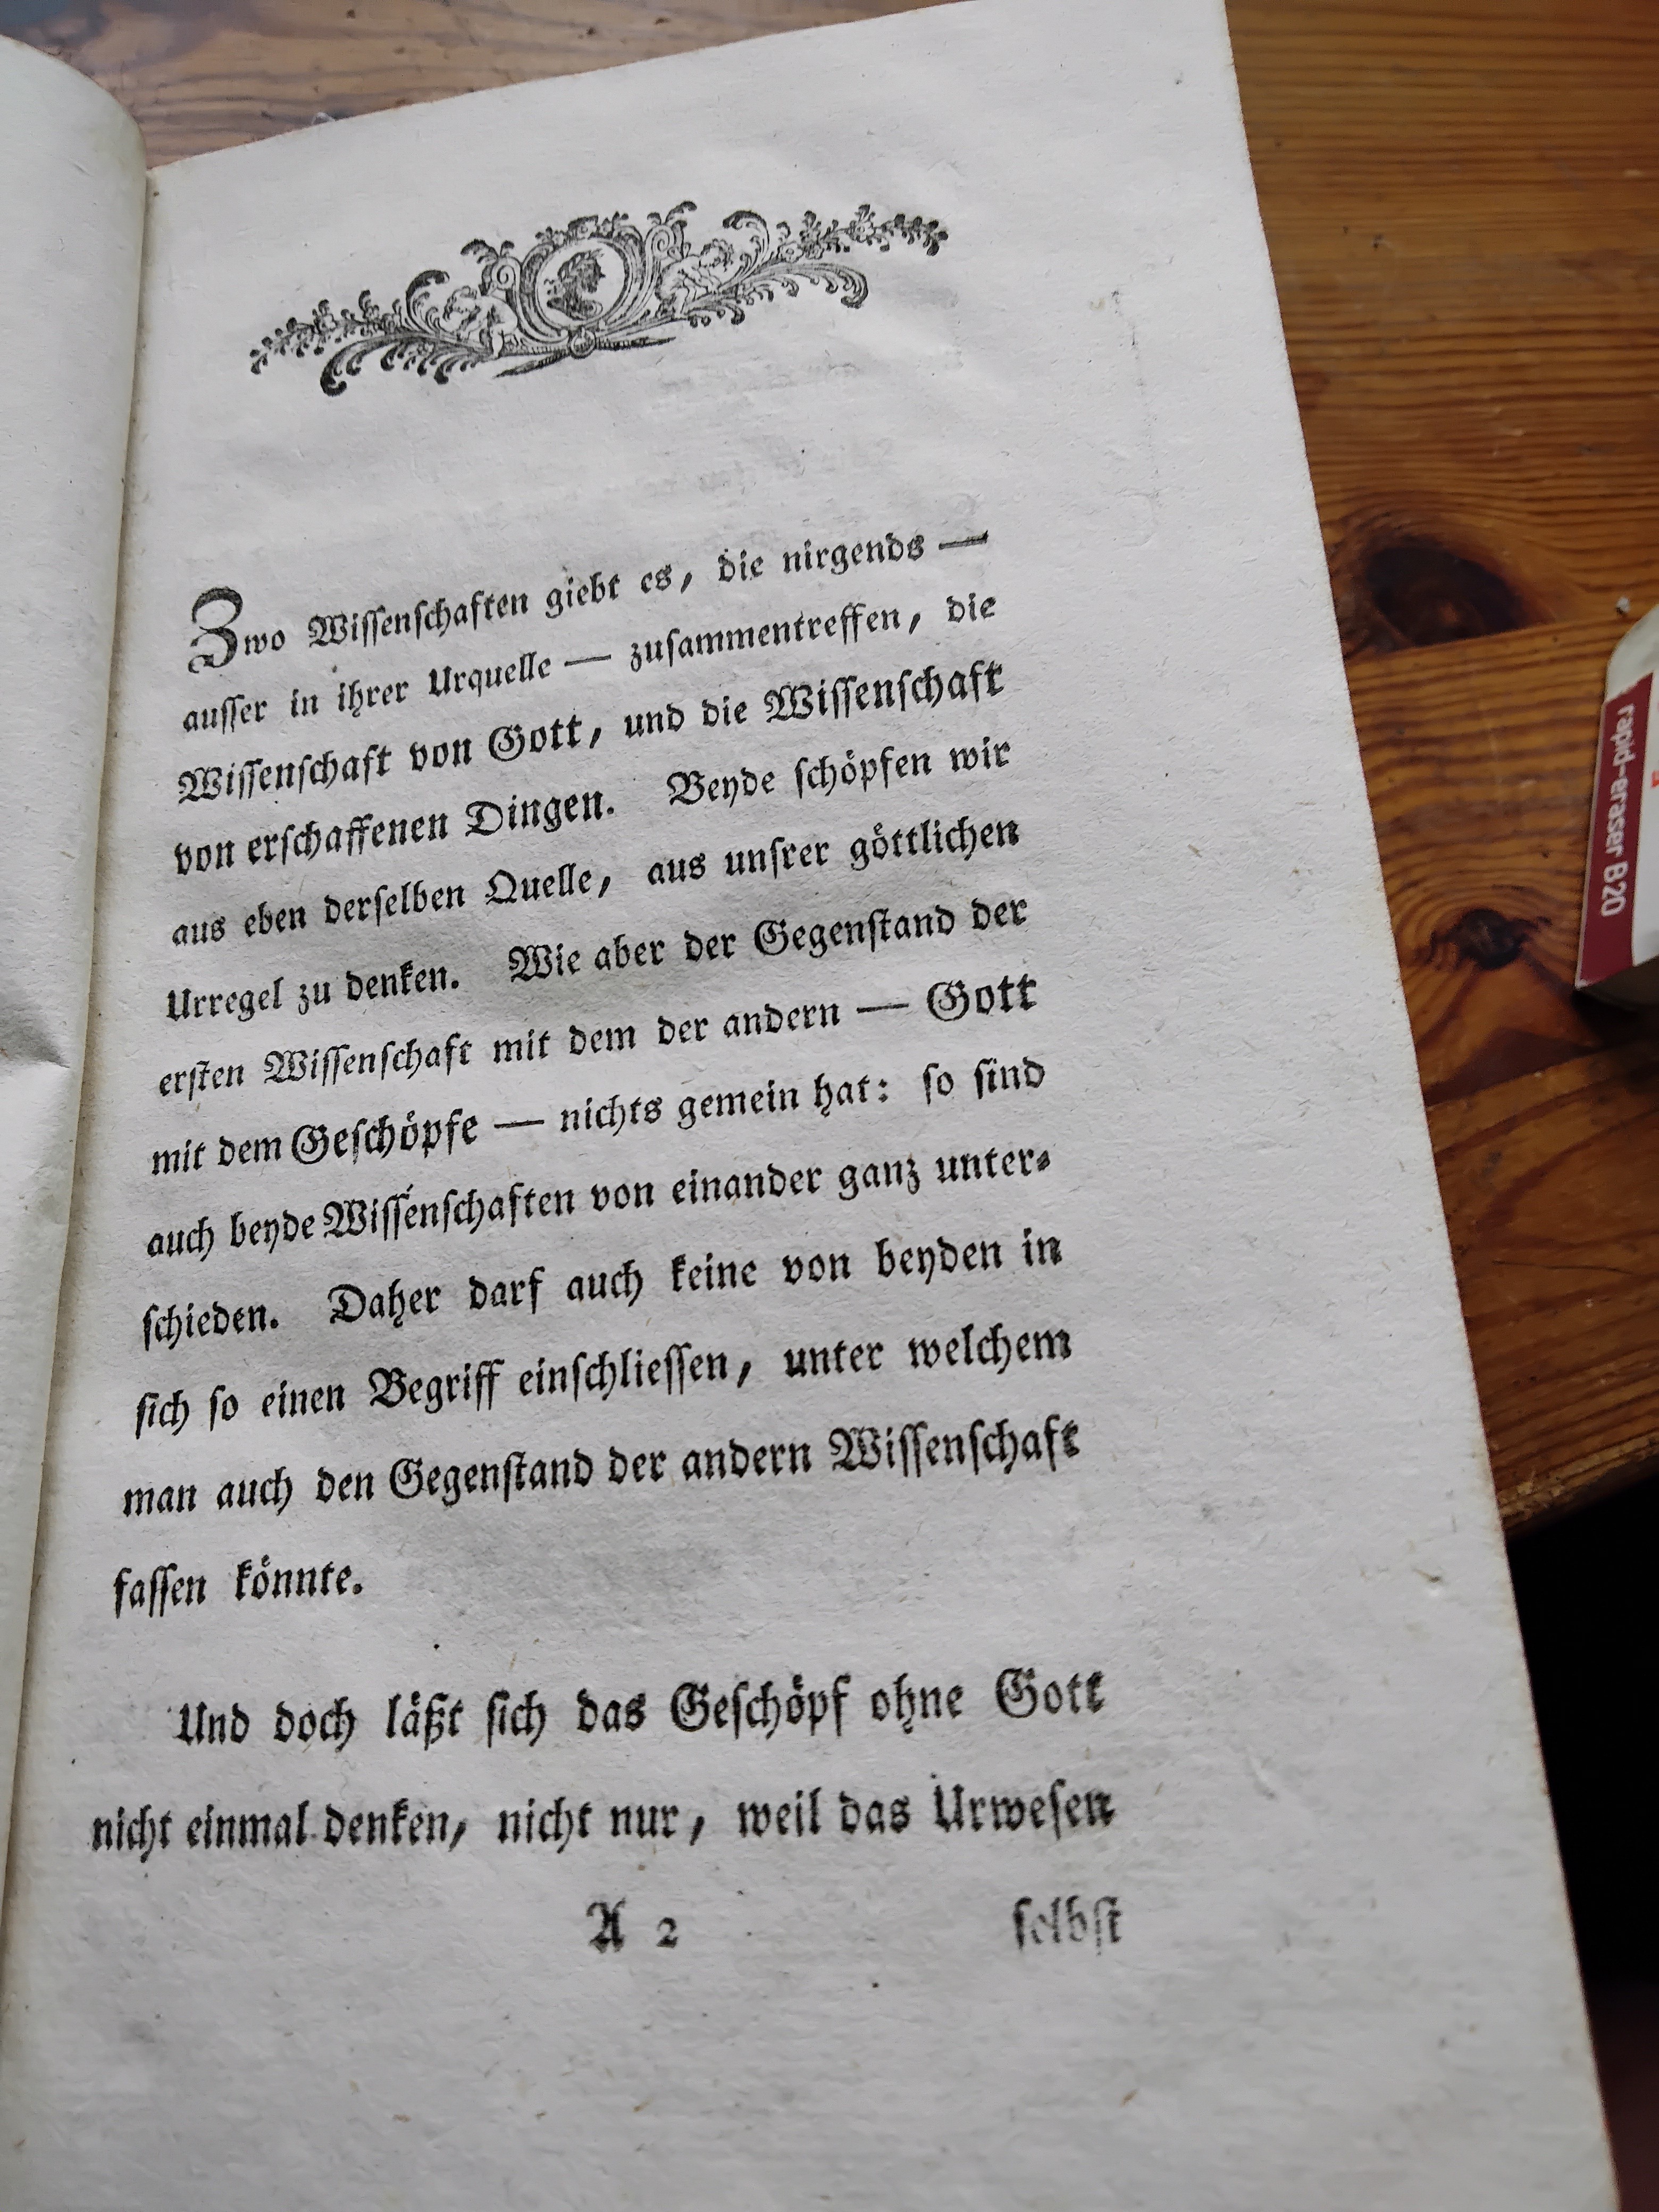 Zwo Wiſſenſchaften giebt es, die nirgends —
auſſer in ihrer Urquelle — zuſammentreffen, die
Wiſſenſchaft von Gott, und die Wiſſenſchaft
von erſchaffenen Dingen. Beyde ſchöpfen wir
aus eben derſelben Quelle, aus unſrer göttlichen
Urregel zu denken. Wie aber der Gegenſtand der
erſten Wiſſenſchaft mit dem der andern — Gott
mit dem Geſchöpfe — nichts gemein hat: ſo ſind
auch beyde Wiſſenſchaften von einander ganz unter⸗
ſchieden. Daher darf auch keine von beyden in
ſich ſo einen Begriff einſchlieſſen, unter welchem
man auch den Gegenſtand der andern Wiſſenſchaft
faſſen könnte.
Und doch läßt ſich das Geſchöpf ohne Gott
nicht einmal denken, nicht nur, weil das Urweſen
A 2 ſelbſt
rapid-eraser B20